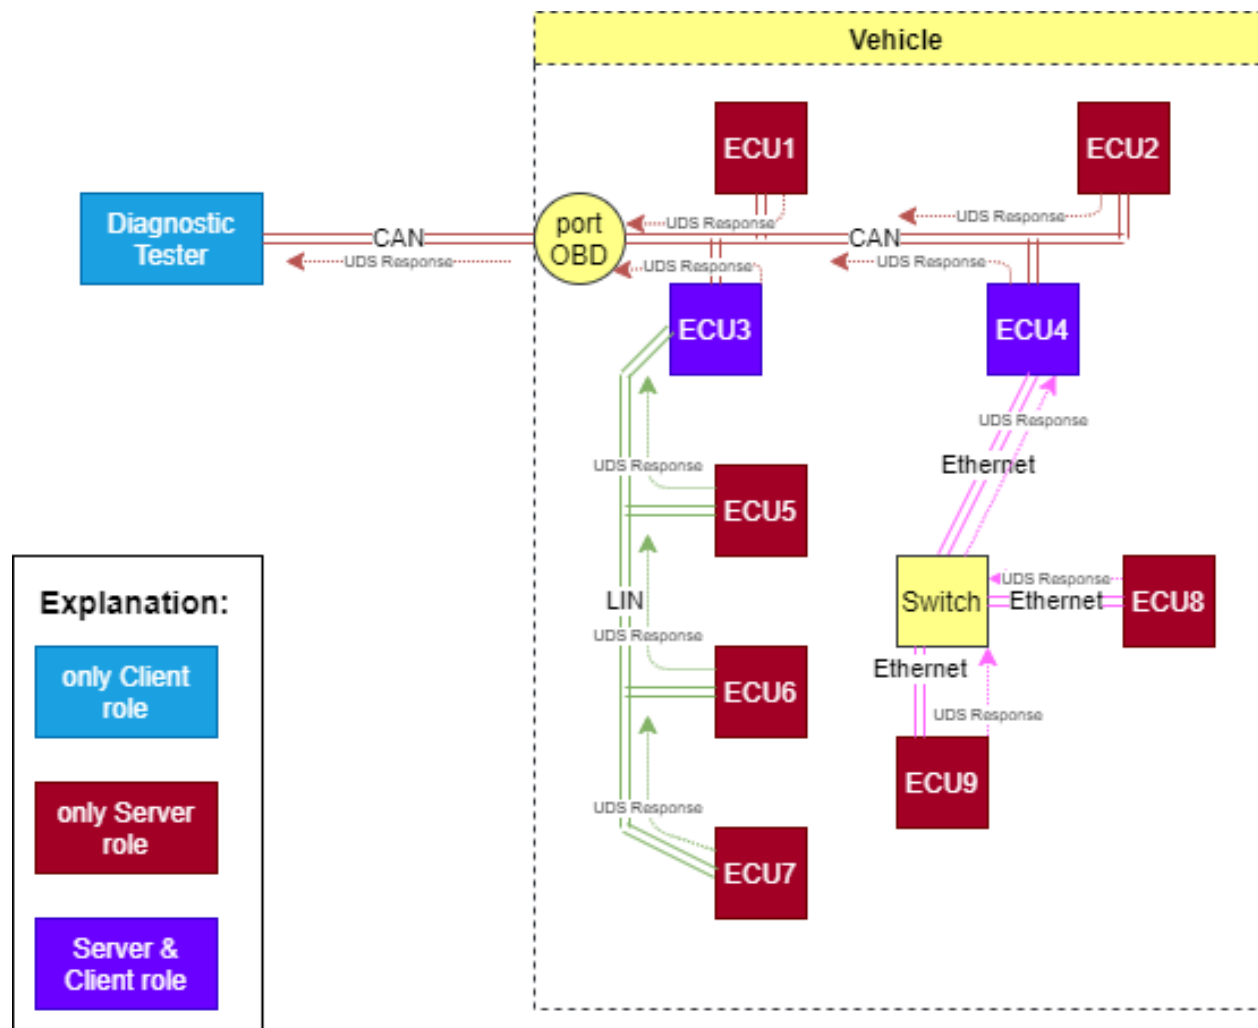 Vehicle
ECU1
ECU2
Diagnostic
Tester
port
OBD
CAN
CAN
UDS Response
UDS Response
UDS Response
UDS Response
UDS Response
ECU3
ECU4
UDS Response
Ethernet
UDS Response
ECU5
Switch
UDS Response
Ethernet
ECU8
LIN
UDS Response
ECU6
Ethernet
UDS Response
ECU9
UDS Response
ECU7
Explanation:
only Client
role
only Server
role
Server &
Client role